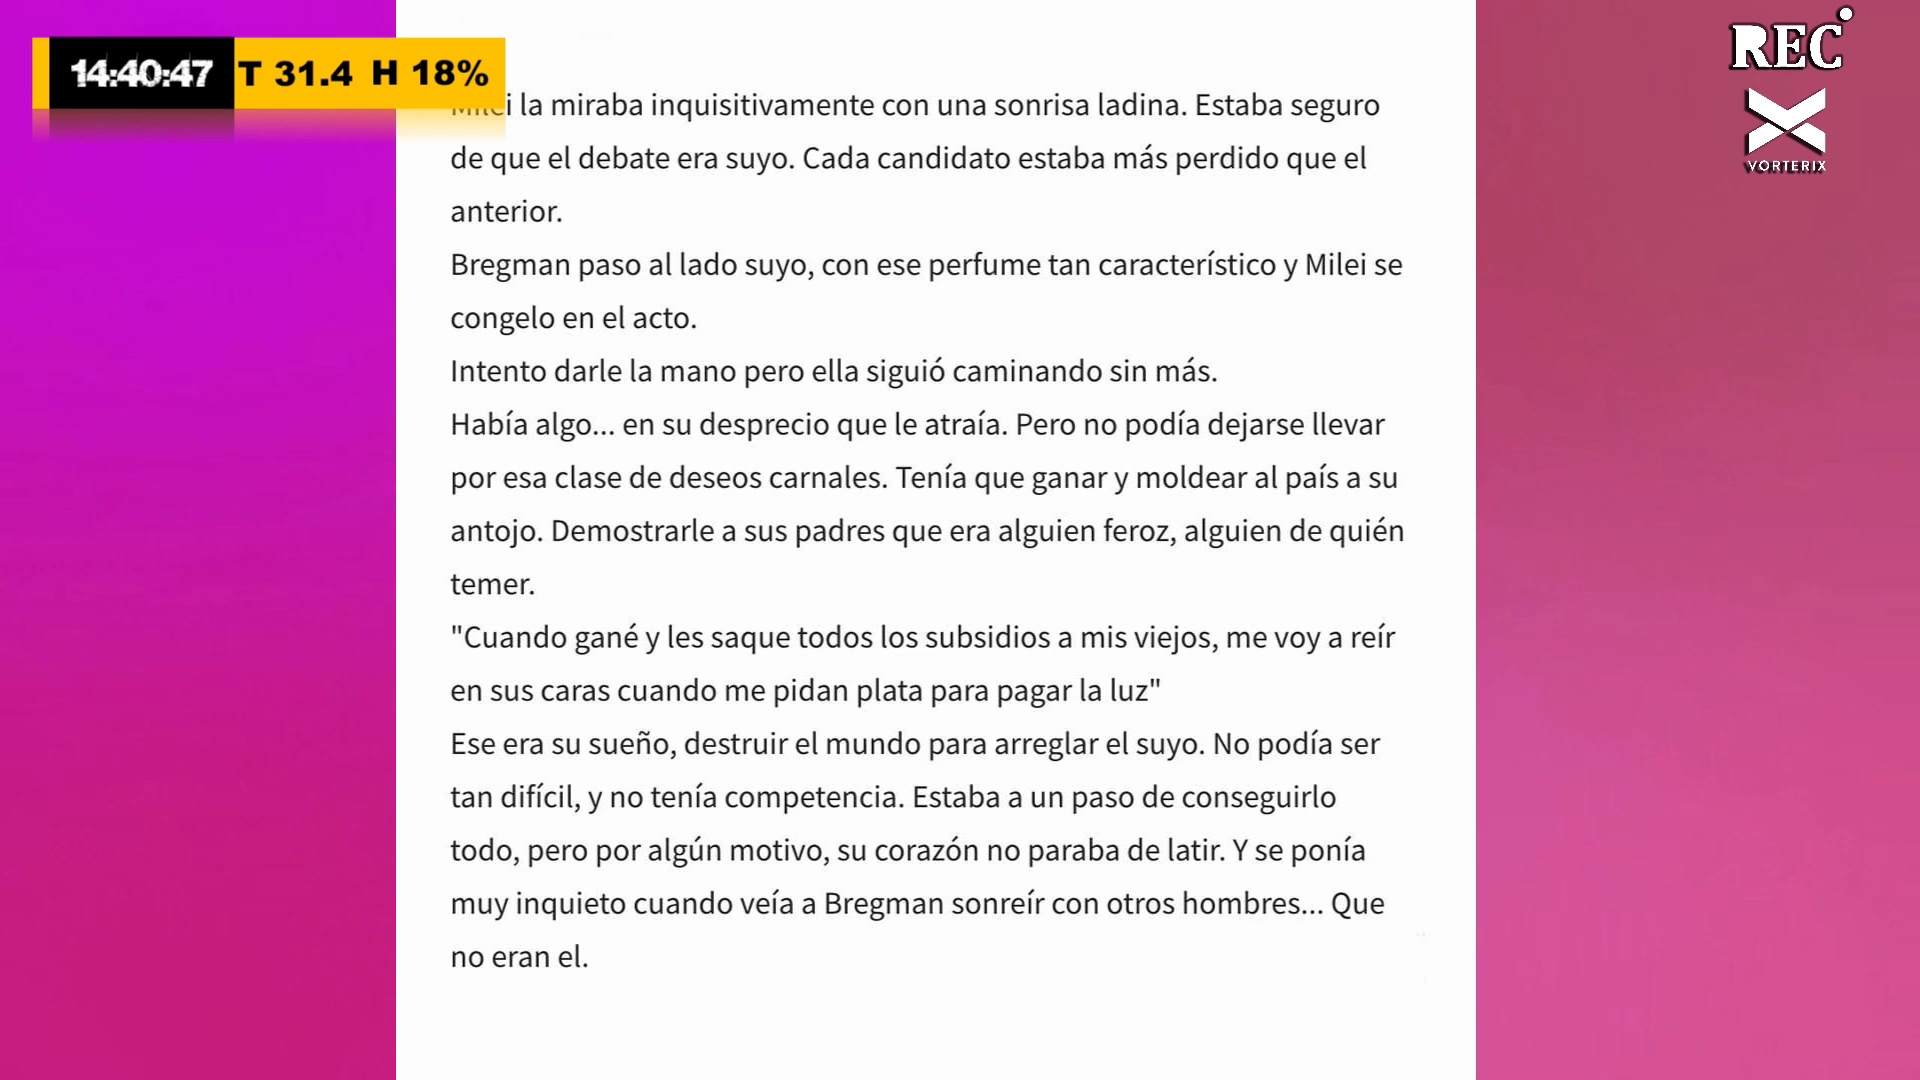 14:40:47 T 31.4 H 18%
REC
VORTERIX
Milei la miraba inquisitivamente con una sonrisa ladina. Estaba seguro
de que el debate era suyo. Cada candidato estaba más perdido que el
anterior.
Bregman paso al lado suyo, con ese perfume tan característico y Milei se
congelo en el acto.
Intento darle la mano pero ella siguió caminando sin más.
Había algo... en su desprecio que le atraía. Pero no podía dejarse llevar
por esa clase de deseos carnales. Tenía que ganar y moldear al país a su
antojo. Demostrarle a sus padres que era alguien feroz, alguien de quién
temer.
"Cuando gané y les saque todos los subsidios a mis viejos, me voy a reír
en sus caras cuando me pidan plata para pagar la luz"
Ese era su sueño, destruir el mundo para arreglar el suyo. No podía ser
tan difícil, y no tenía competencia. Estaba a un paso de conseguirlo
todo, pero por algún motivo, su corazón no paraba de latir. Y se ponía
muy inquieto cuando veía a Bregman sonreír con otros hombres... Que
no eran el.